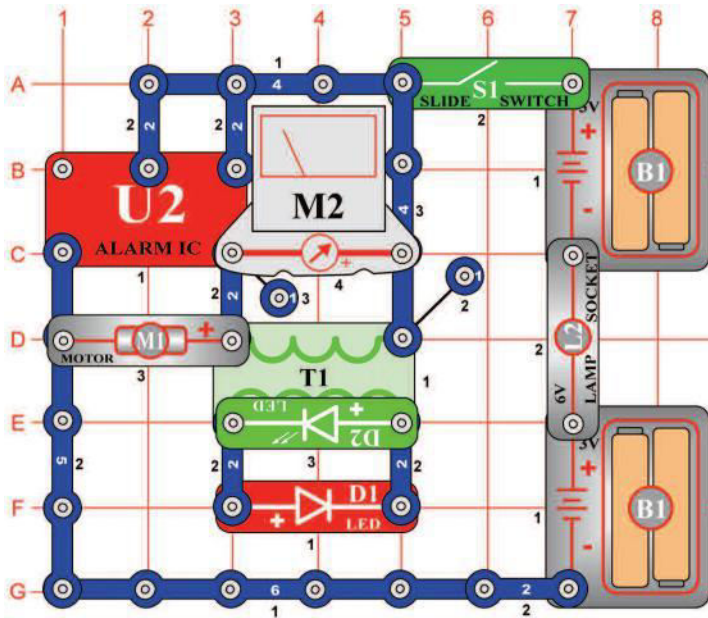 1 2 3 4 5 6 7 8
A
1
4
S1
SLIDE SWITCH
2
3V
+
2 2
2 2
B
U2
M2
4 3
1
B1
-
ALARM IC
C
+
1
2 2
1 3
4
1
2
D
MOTOR
M1
+
3
T1
1
2
L2
6V
LAMP SOCKET
E
LED
+
D2
5 2
2 2
3
2 2
3V
+
F
+
D1
LED
1
1
B1
-
G
6
1
2
2